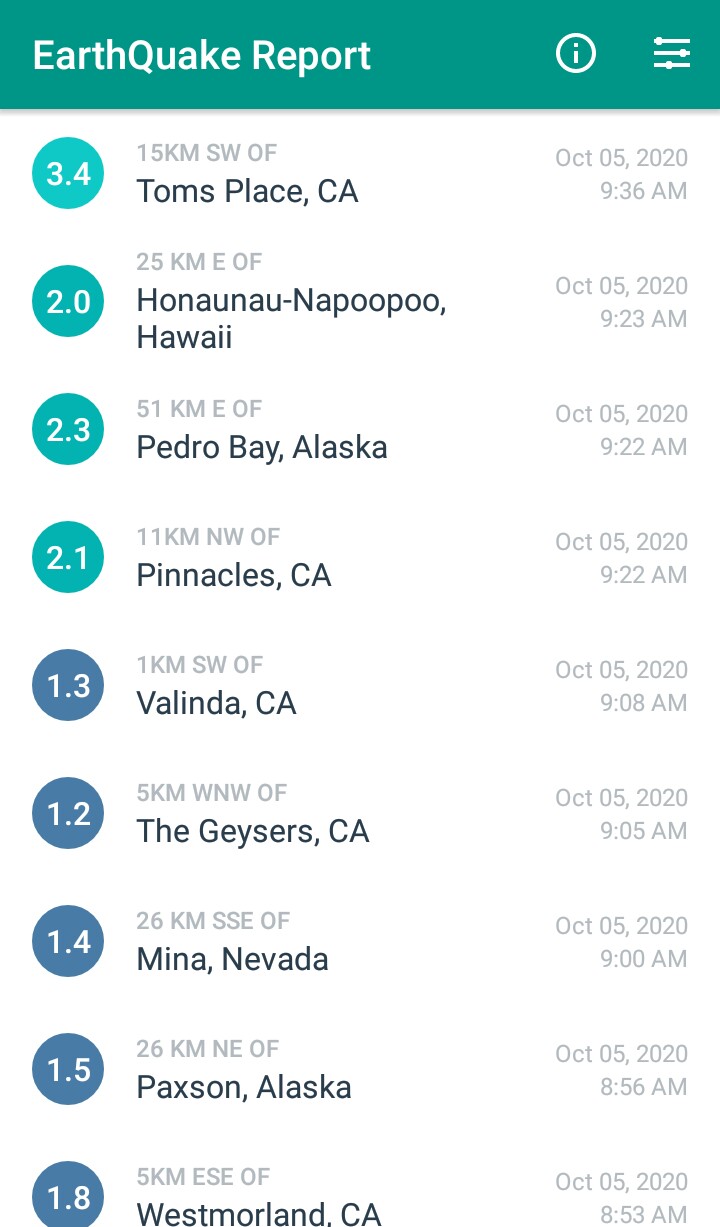 EarthQuake Report
3.4
15KM SW OF
Toms Place, CA
Oct 05, 2020
9:36 AM
2.0
25 KM E OF
Honaunau-Napoopoo,
Hawaii
Oct 05, 2020
9:23 AM
2.3
51 KM E OF
Pedro Bay, Alaska
Oct 05, 2020
9:22 AM
2.1
11KM NW OF
Pinnacles, CA
Oct 05, 2020
9:22 AM
1.3
1KM SW OF
Valinda, CA
Oct 05, 2020
9:08 AM
1.2
5KM WNW OF
The Geysers, CA
Oct 05, 2020
9:05 AM
1.4
26 KM SSE OF
Mina, Nevada
Oct 05, 2020
9:00 AM
1.5
26 KM NE OF
Paxson, Alaska
Oct 05, 2020
8:56 AM
1.8
5KM ESE OF
Westmorland, CA
Oct 05, 2020
8:53 AM